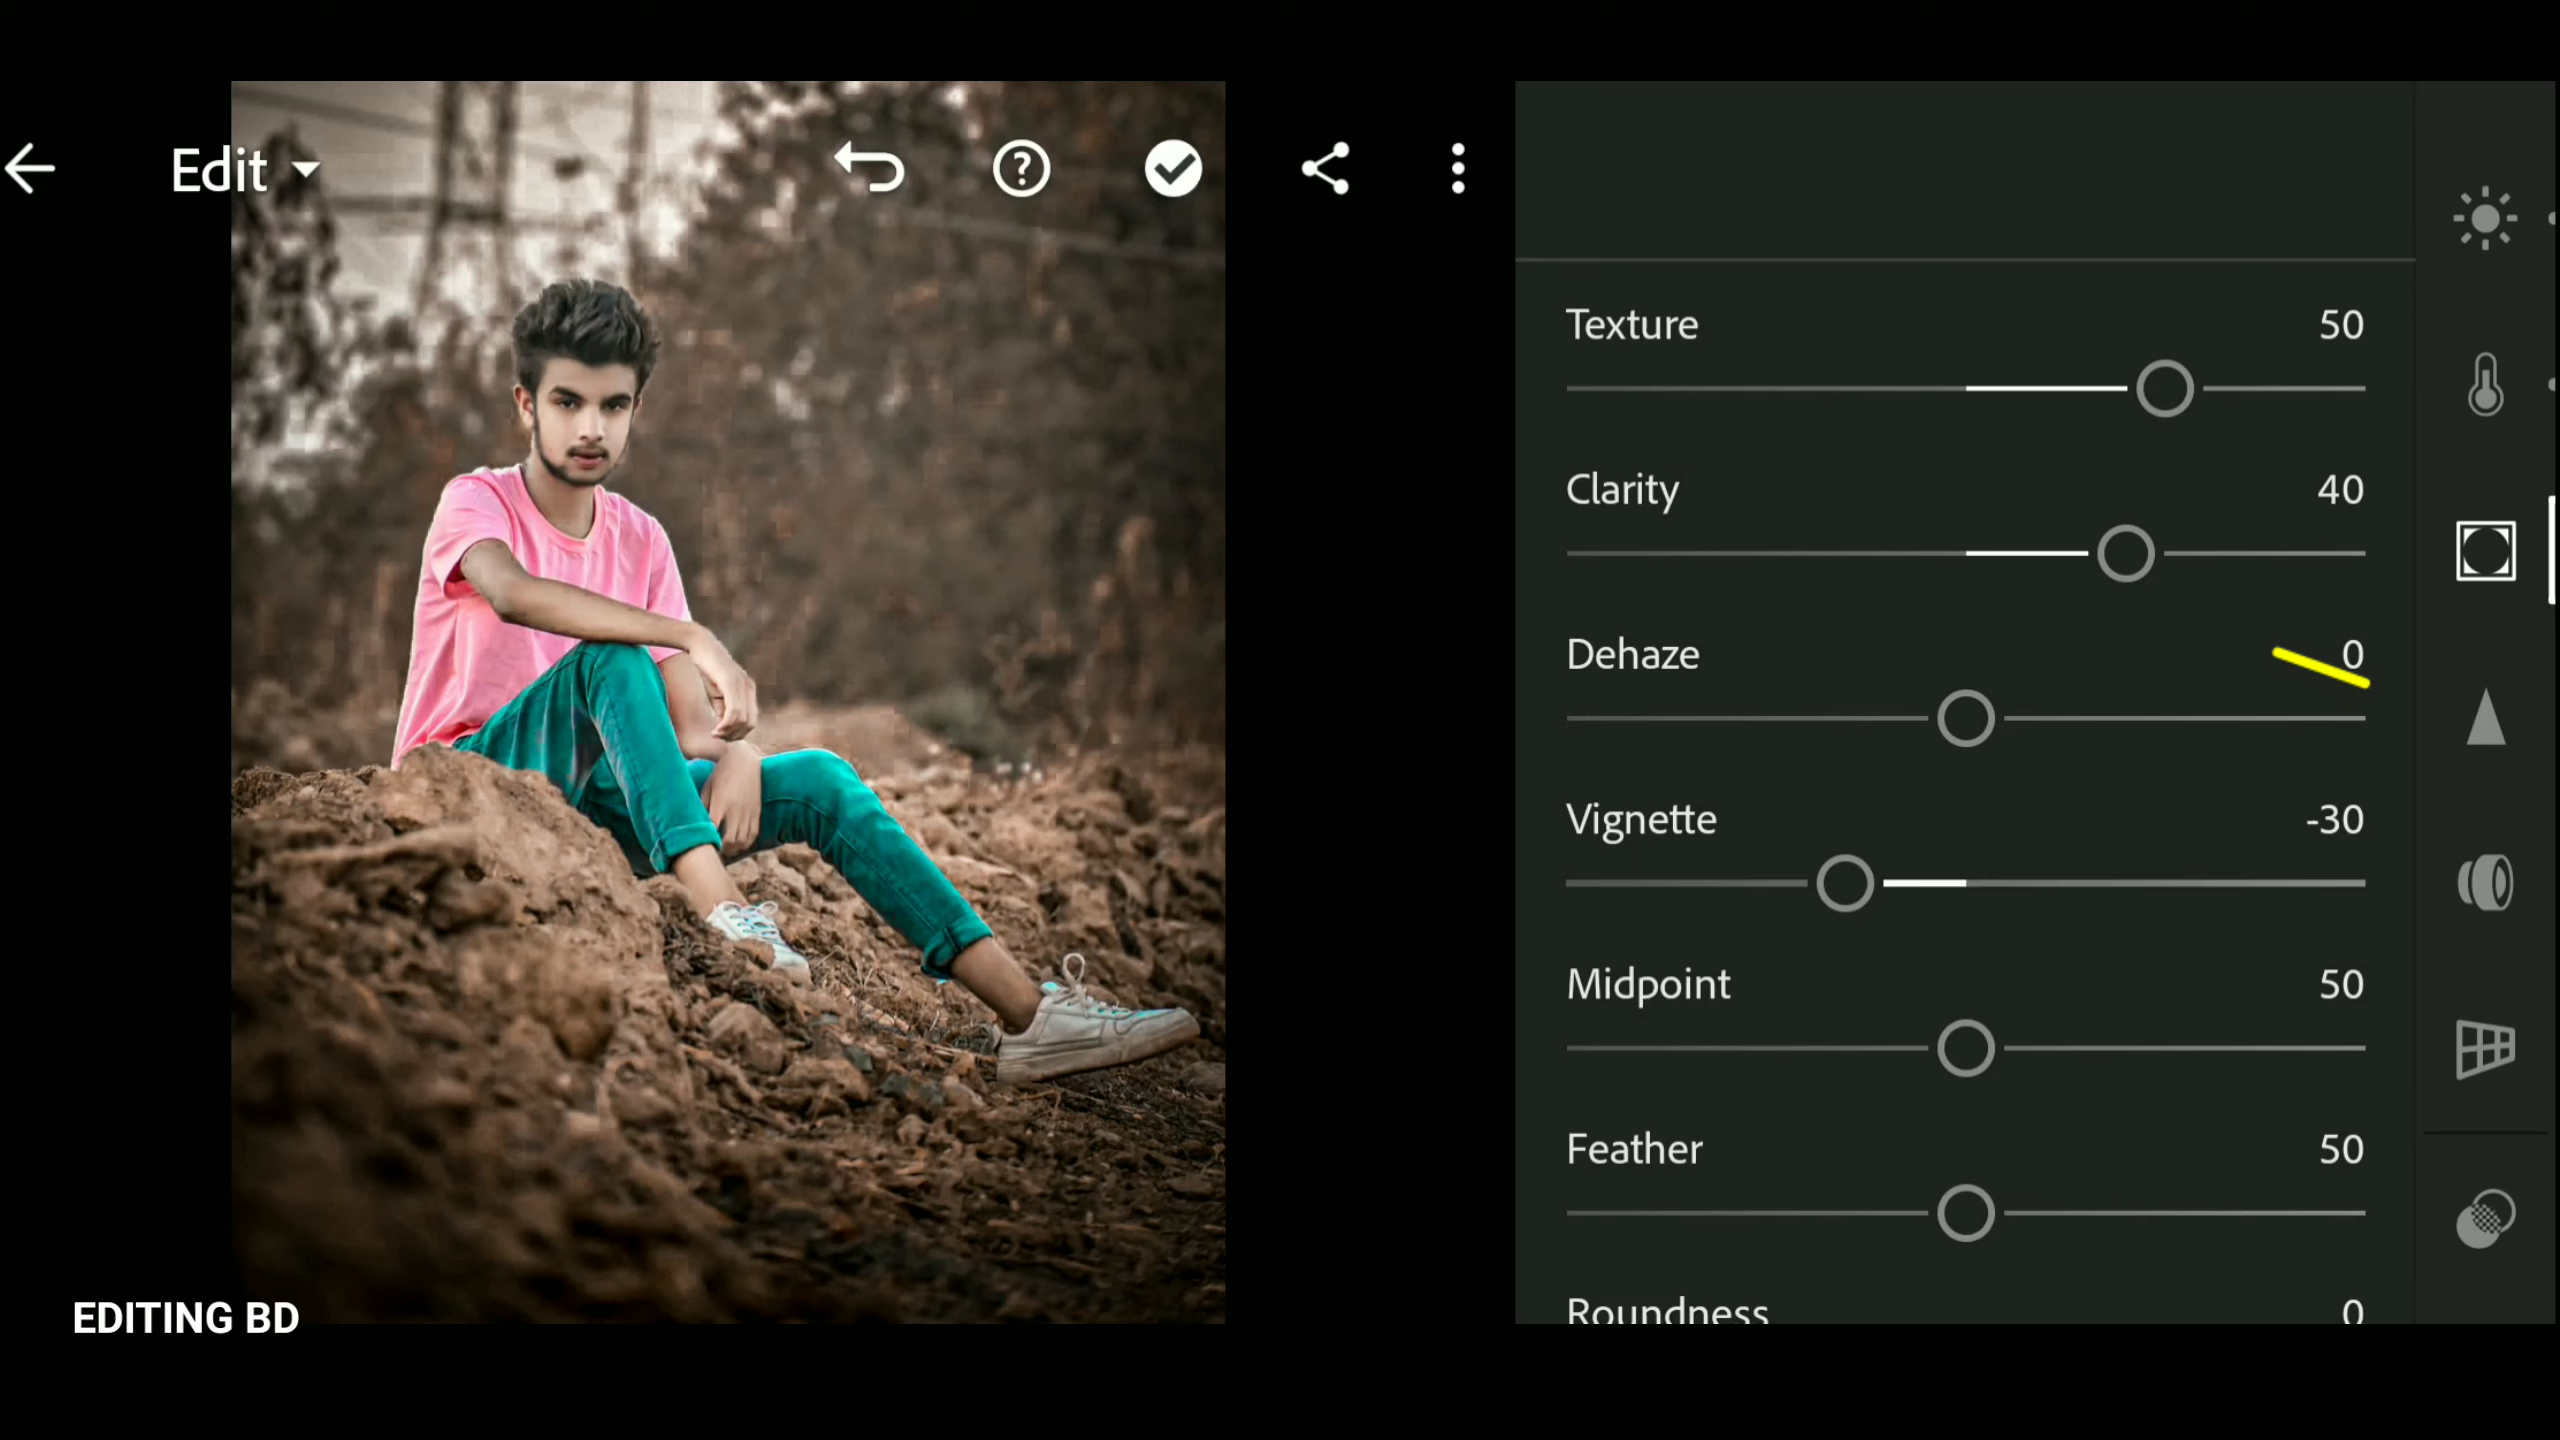 Edit
Texture 50
Clarity 40
Dehaze 0
Vignette -30
Midpoint 50
Feather 50
Roundness 0
EDITING BD